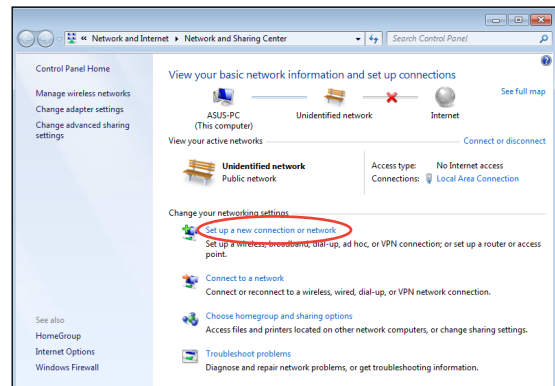 « Network and Internet ▸ Network and Sharing Center
Search Control Panel
Control Panel Home
Manage wireless networks
Change adapter settings
Change advanced sharing
settings
See also
HomeGroup
Internet Options
Windows Firewall
View your basic network information and set up connections
See full map
ASUS-PC
(This computer)
Unidentified network
Internet
View your active networks
Connect or disconnect
Unidentified network
Public network
Access type: No Internet access
Connections: Local Area Connection
Change your networking settings
Set up a new connection or network
Set up a wireless, broadband, dial-up, ad hoc, or VPN connection; or set up a router or access
point.
Connect to a network
Connect or reconnect to a wireless, wired, dial-up, or VPN network connection.
Choose homegroup and sharing options
Access files and printers located on other network computers, or change sharing settings.
Troubleshoot problems
Diagnose and repair network problems, or get troubleshooting information.